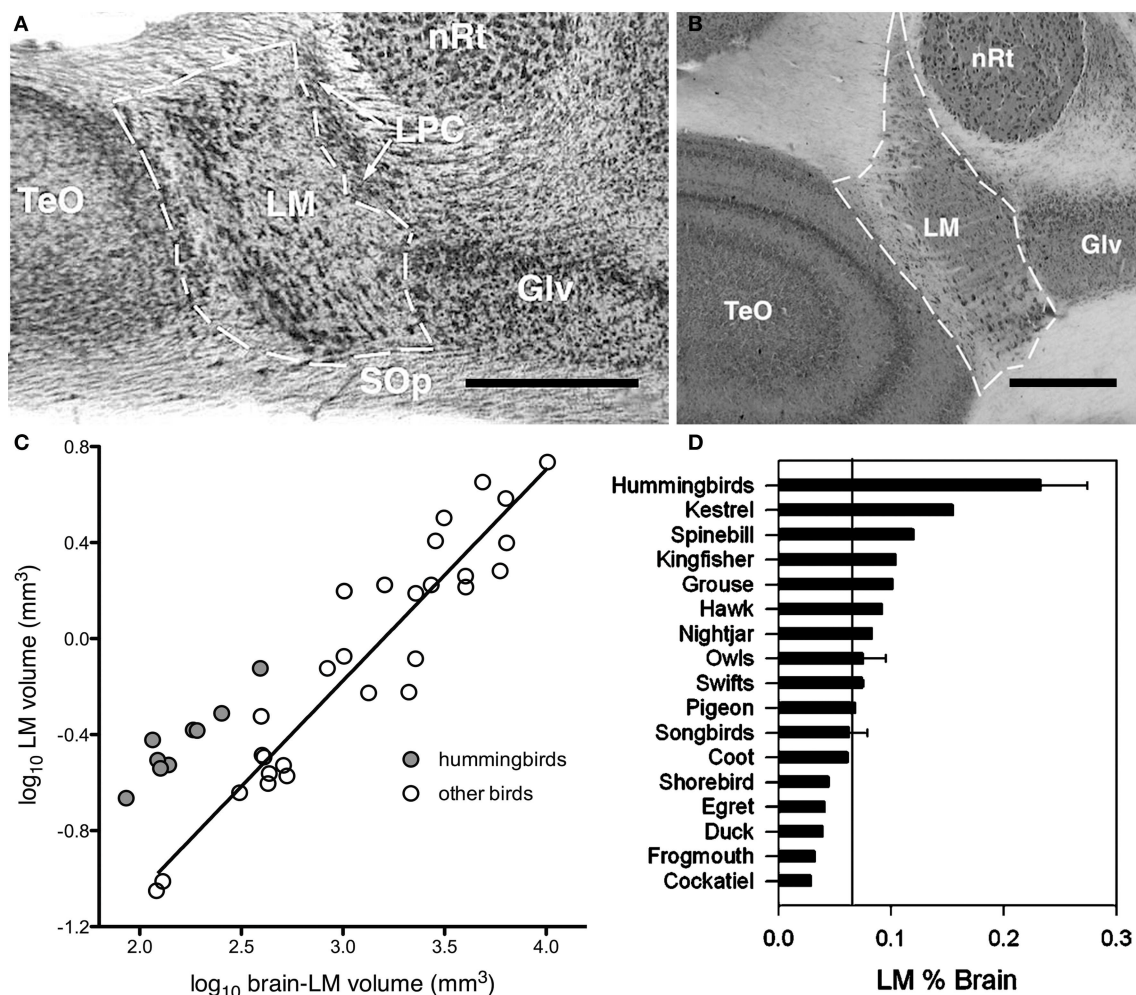 A
nRt
LPC
TeO
LM
Glv
SOp
B
nRt
LM
Glv
TeO
C
0.8
0.4
0.0
-0.4
-0.8
-1.2
log10 LM volume (mm3)
hummingbirds
other birds
2.0 2.5 3.0 3.5 4.0
log10 brain-LM volume (mm3)
D
Hummingbirds
Kestrel
Spinebill
Kingfisher
Grouse
Hawk
Nightjar
Owls
Swifts
Pigeon
Songbirds
Coot
Shorebird
Egret
Duck
Frogmouth
Cockatiel
0.0 0.1 0.2 0.3
LM % Brain